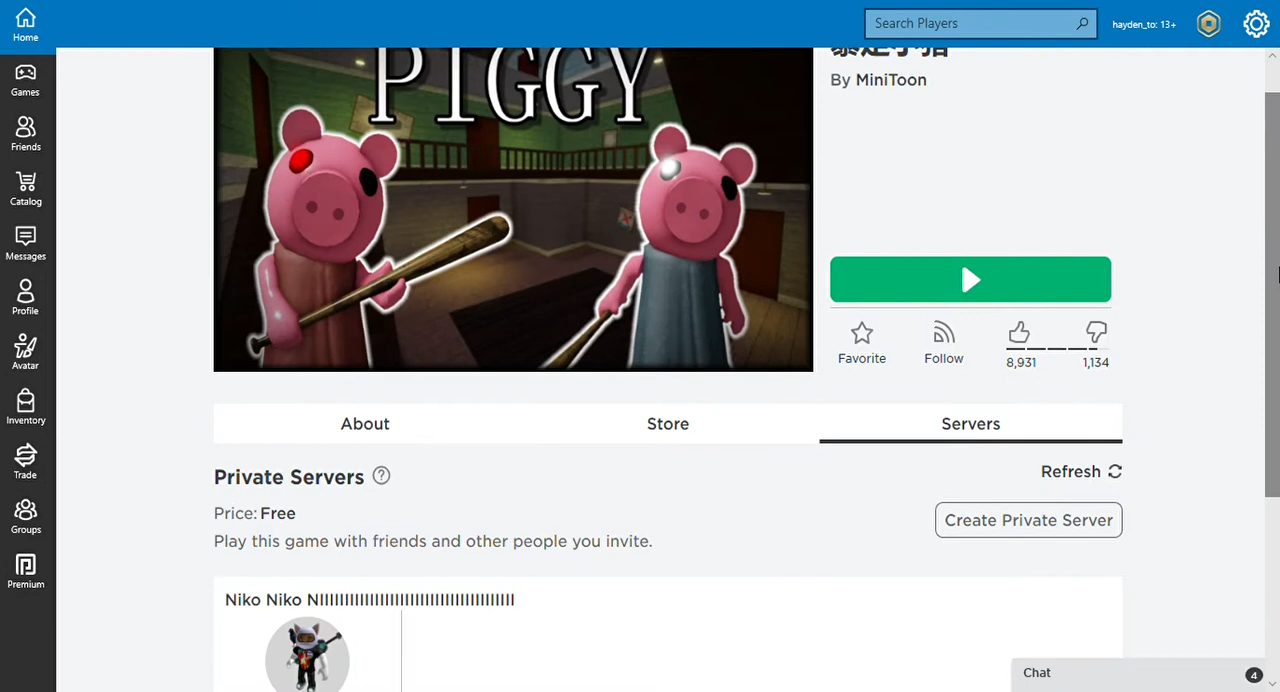 Home
Search Players
hayden_to: 13+
Games
Friends
Catalog
Messages
Profile
Avatar
Inventory
Trade
Groups
Premium
PIGGY
By MiniToon
Favorite
Follow
8,931
1,134
About
Store
Servers
Private Servers ?
Refresh
Price: Free
Create Private Server
Play this game with friends and other people you invite.
Niko Niko NIIIIIIIIIIIIIIIIIIIIIIIIIIIIIIIIIIIII
Chat
4